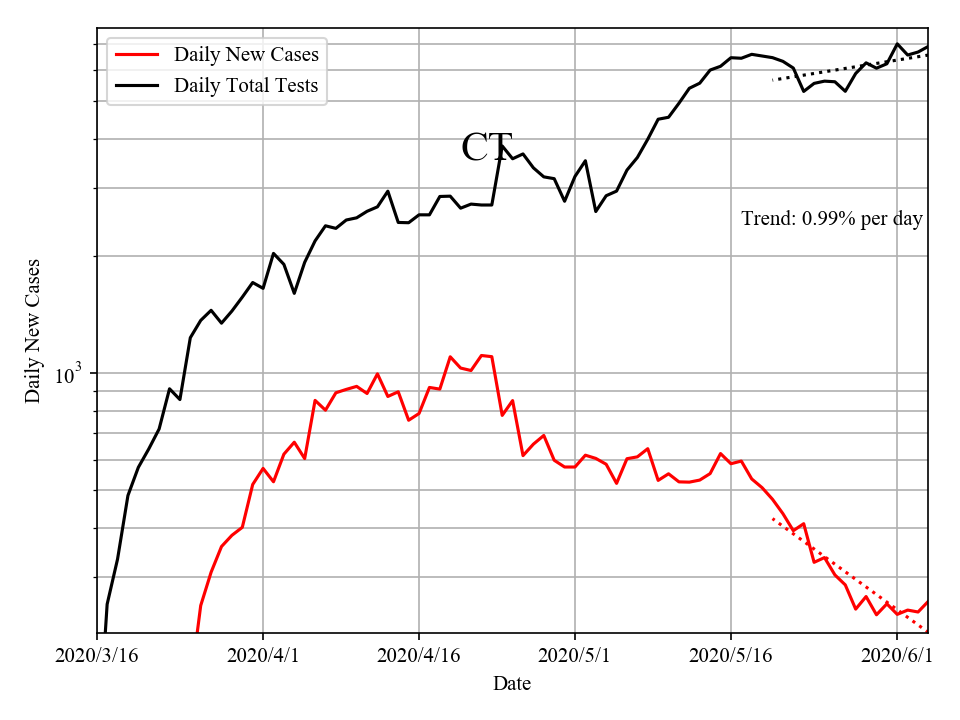 Daily New Cases
Daily Total Tests
CT
Trend: 0.99% per day
Daily New Cases
10³
2020/3/16 2020/4/1 2020/4/16 2020/5/1 2020/5/16 2020/6/1
Date